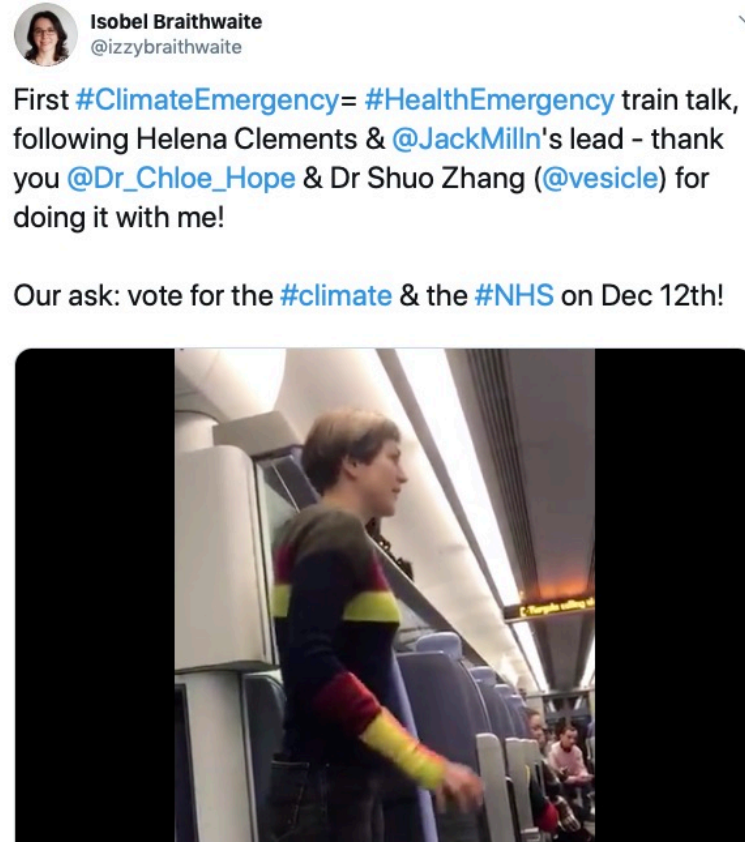 Isobel Braithwaite
@izzybraithwaite
First #ClimateEmergency= #HealthEmergency train talk,
following Helena Clements & @JackMilln's lead - thank
you @Dr_Chloe_Hope & Dr Shuo Zhang (@vesicle) for
doing it with me!
Our ask: vote for the #climate & the #NHS on Dec 12th!
calling